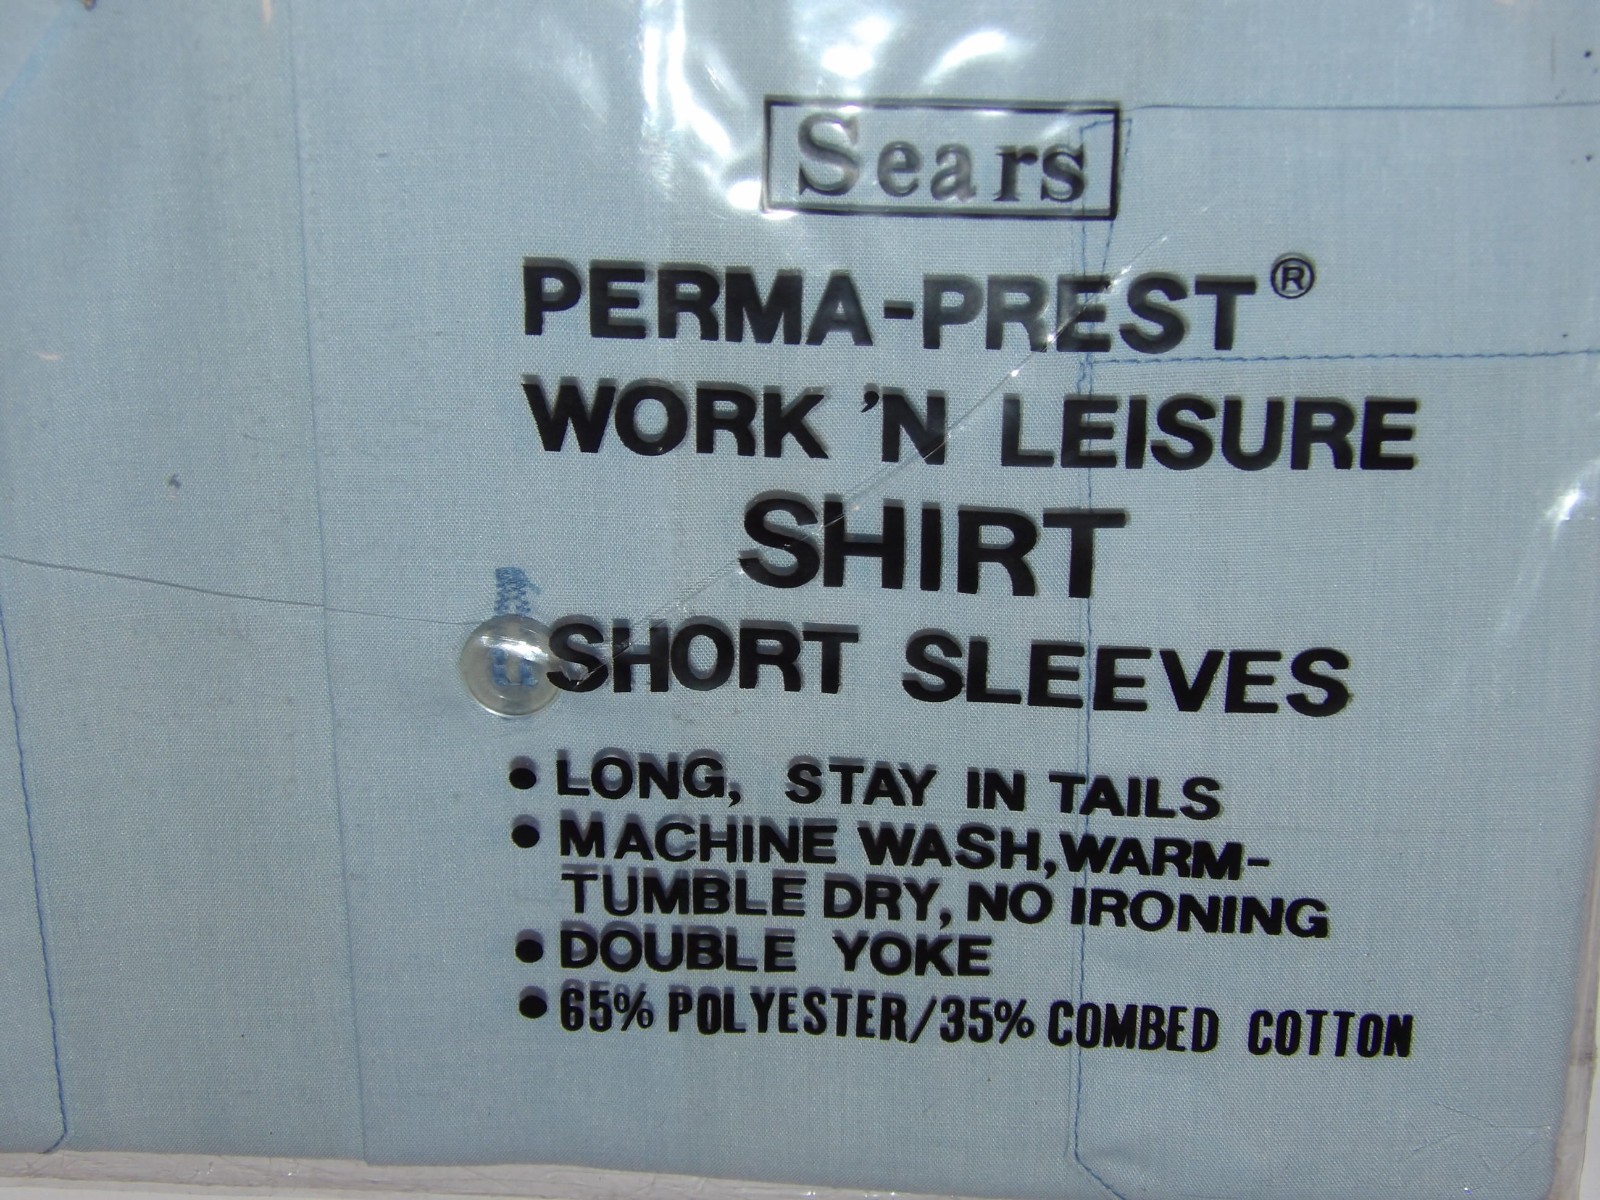 Sears
PERMA-PREST®
WORK 'N LEISURE
SHIRT
SHORT SLEEVES
• LONG, STAY IN TAILS
• MACHINE WASH, WARM-
TUMBLE DRY, NO IRONING
• DOUBLE YOKE
• 65% POLYESTER/35% COMBED COTTON